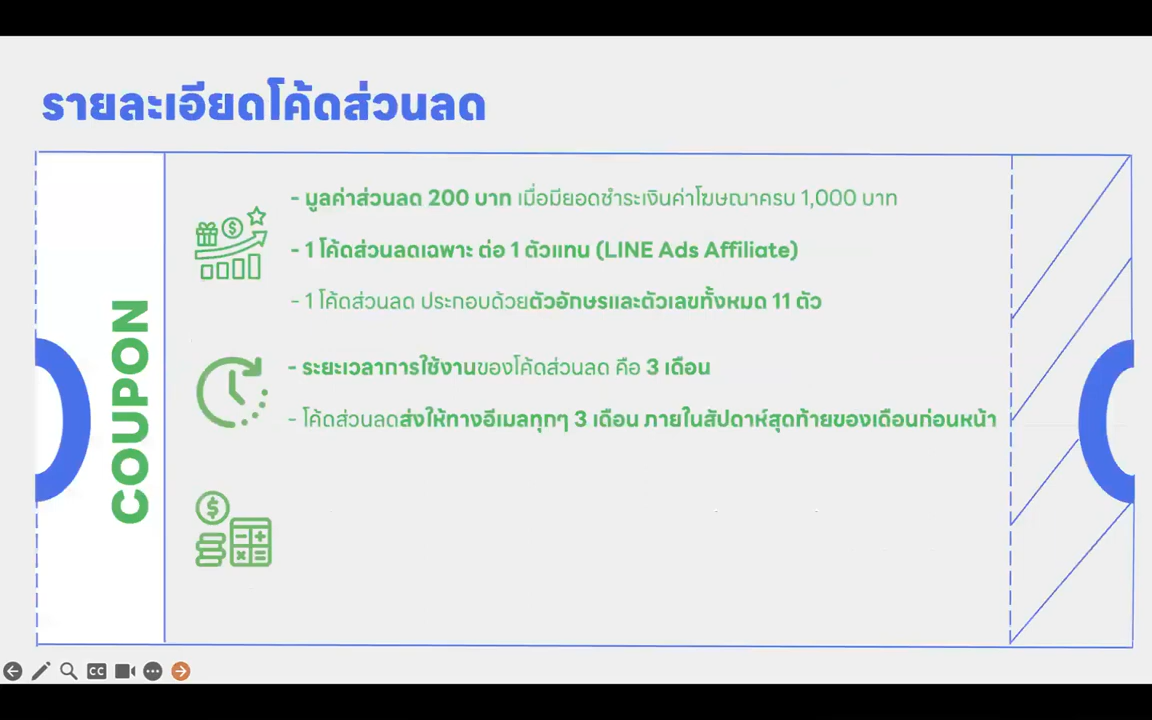 รายละเอียดโค้ดส่วนลด
COUPON
- มูลค่าส่วนลด 200 บาท เมื่อมียอดชำระเงินค่าโฆษณาครบ 1,000 บาท
- 1 โค้ดส่วนลดเฉพาะ ต่อ 1 ตัวแทน (LINE Ads Affiliate)
- 1 โค้ดส่วนลด ประกอบด้วยตัวอักษรและตัวเลขทั้งหมด 11 ตัว
- ระยะเวลาการใช้งานของโค้ดส่วนลด คือ 3 เดือน
- โค้ดส่วนลดส่งให้ทางอีเมลทุกๆ 3 เดือน ภายในสัปดาห์สุดท้ายของเดือนก่อนหน้า
CC